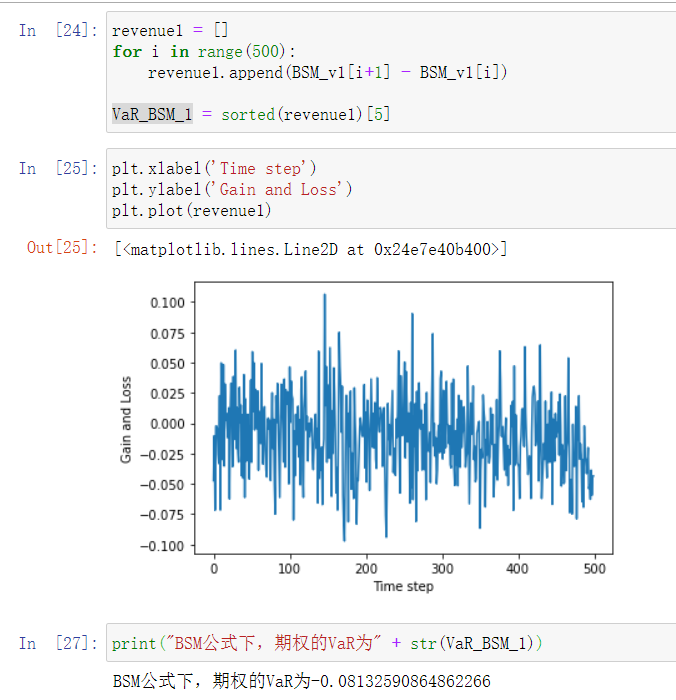 In [24]: revenue1 = []
for i in range(500):
    revenue1.append(BSM_v1[i+1] - BSM_v1[i])
VaR_BSM_1 = sorted(revenue1)[5]
In [25]: plt.xlabel('Time step')
plt.ylabel('Gain and Loss')
plt.plot(revenue1)
Out[25]: [<matplotlib.lines.Line2D at 0x24e7e40b400>]
0.100
0.075
0.050
0.025
0.000
−0.025
−0.050
−0.075
−0.100
Gain and Loss
0 100 200 300 400 500
Time step
In [27]: print("BSM公式下，期权的VaR为" + str(VaR_BSM_1))
BSM公式下，期权的VaR为-0.08132590864862266